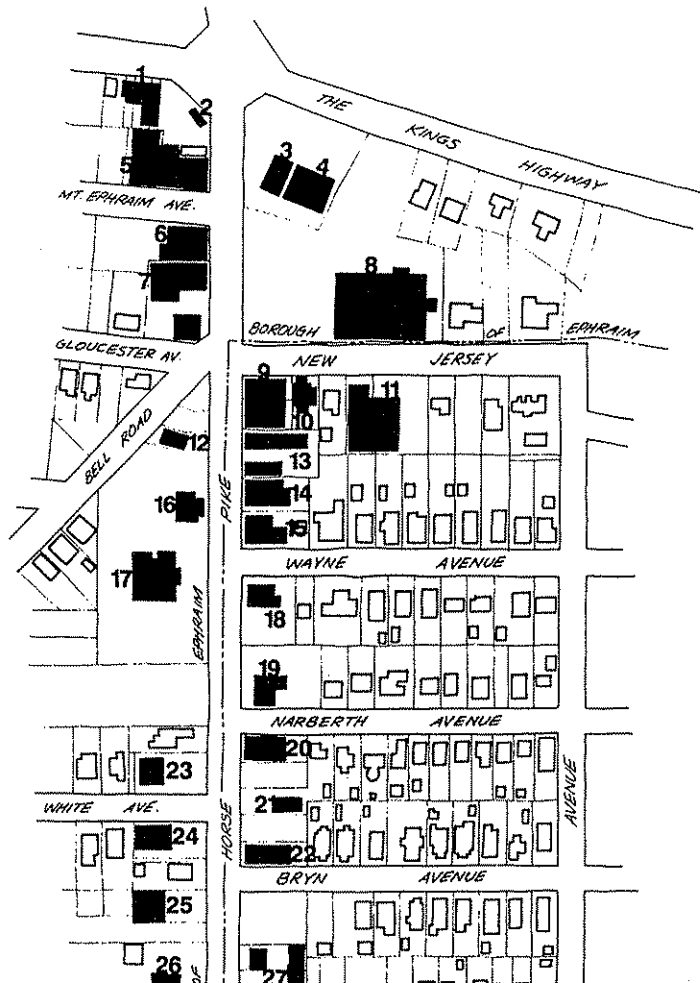 THE KINGS HIGHWAY
1
2
3
4
5
MT. EPHRAIM AVE.
6
7
8
BOROUGH OF EPHRAIM
GLOUCESTER AV.
NEW JERSEY
9
10
11
BELL ROAD
12
13
14
15
16
17
PIKE
EPHRAIM
WAYNE AVENUE
18
19
NARBERTH AVENUE
20
21
22
23
WHITE AVE.
24
25
26
HORSE
AVENUE
BRYN AVENUE
27
OF